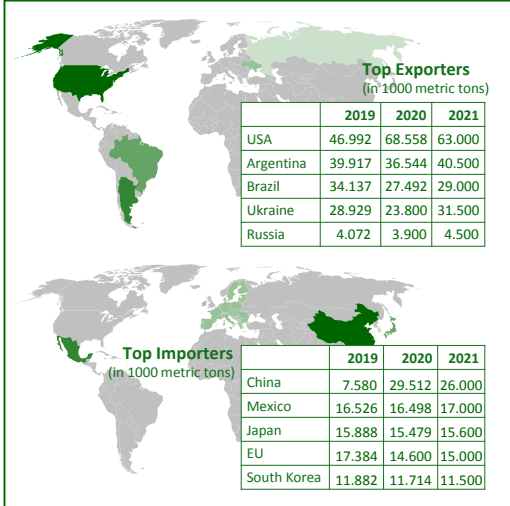 Top Exporters
(in 1000 metric tons)
2019 2020 2021
USA 46.992 68.558 63.000
Argentina 39.917 36.544 40.500
Brazil 34.137 27.492 29.000
Ukraine 28.929 23.800 31.500
Russia 4.072 3.900 4.500
Top Importers
(in 1000 metric tons)
2019 2020 2021
China 7.580 29.512 26.000
Mexico 16.526 16.498 17.000
Japan 15.888 15.479 15.600
EU 17.384 14.600 15.000
South Korea 11.882 11.714 11.500